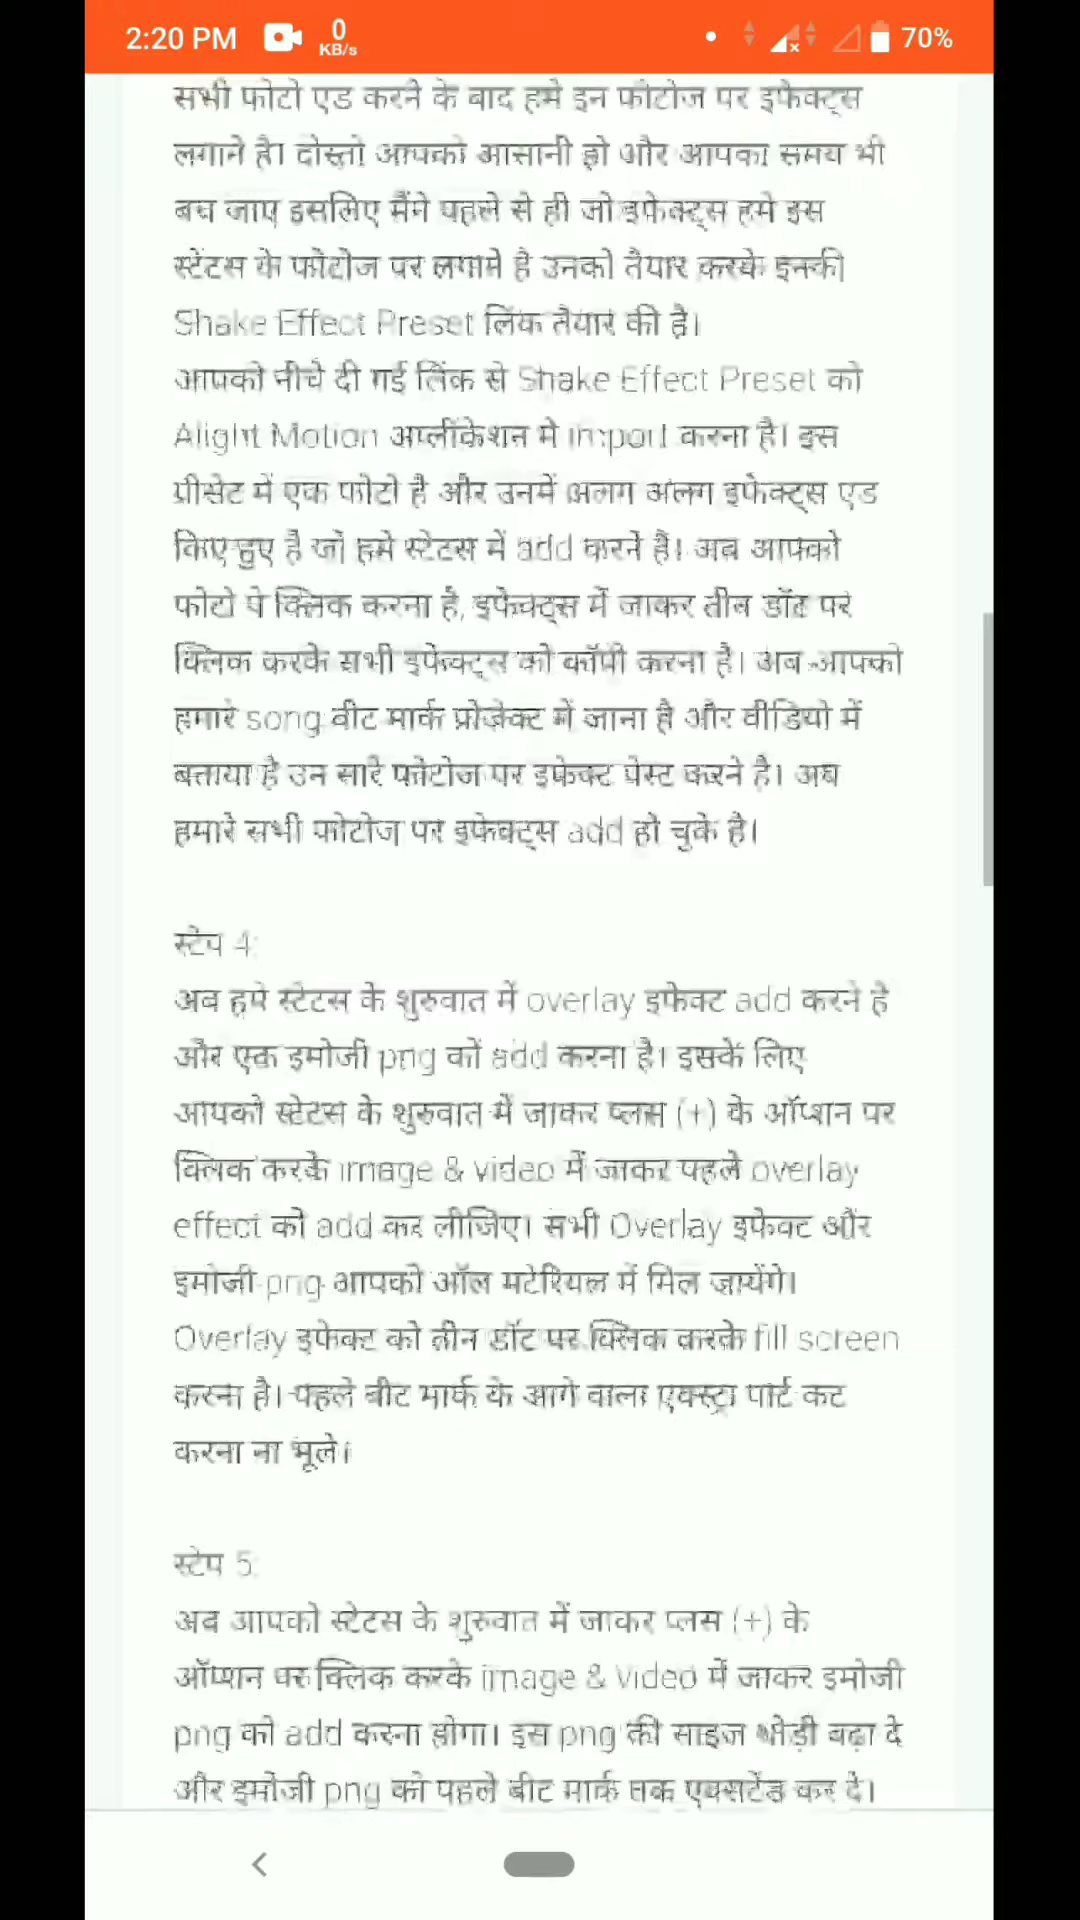 2:20 PM 0 KB/s 70%
सभी फोटो एड करने के बाद हमे इन फोटोज पर इफेक्ट्स
लगाने है। दोस्तो आपको आसानी हो और आपका समय भी
बच जाए इसलिए मैंने पहले से ही जो इफेक्ट्स हमे इस
स्टेटस के फोटोज पर लगाने है उनको तैयार करके इनकी
Shake Effect Preset लिंक तैयार की है।
आपको नीचे दी गई लिंक से Shake Effect Preset को
Alight Motion अप्लीकेशन मे import करना है। इस
प्रीसेट में एक फोटो है और उनमें अलग अलग इफेक्ट्स एड
किए हुए है जो हमे स्टेटस में add करने है। अब आपको
फोटो पे क्लिक करना है, इफेक्ट्स में जाकर तीन डॉट पर
क्लिक करके सभी इफेक्ट्स को कॉपी करना है। अब आपको
हमारे song बीट मार्क प्रोजेक्ट में जाना है और वीडियो में
बताया है उन सारे फोटोज पर इफेक्ट पेस्ट करने है। अब
हमारे सभी फोटोज पर इफेक्ट्स add हो चुके है।
स्टेप 4:
अब हमे स्टेटस के शुरुवात में overlay इफेक्ट add करने है
और एक इमोजी png को add करना है। इसके लिए
आपको स्टेटस के शुरुवात में जाकर प्लस (+) के ऑप्शन पर
क्लिक करके image & video में जाकर पहले overlay
effect को add कर लीजिए। सभी Overlay इफेक्ट और
इमोजी png आपको ऑल मटेरियल में मिल जायेंगे।
Overlay इफेक्ट को तीन डॉट पर क्लिक करके fill screen
करना है। पहले बीट मार्क के आगे वाला एक्स्ट्रा पार्ट कट
करना ना भूले।
स्टेप 5:
अब आपको स्टेटस के शुरुवात में जाकर प्लस (+) के
ऑप्शन पर क्लिक करके image & video में जाकर इमोजी
png को add करना होगा। इस png की साइज थोड़ी बढ़ा दे
और इमोजी png को पहले बीट मार्क तक एक्सटेंड कर दे।